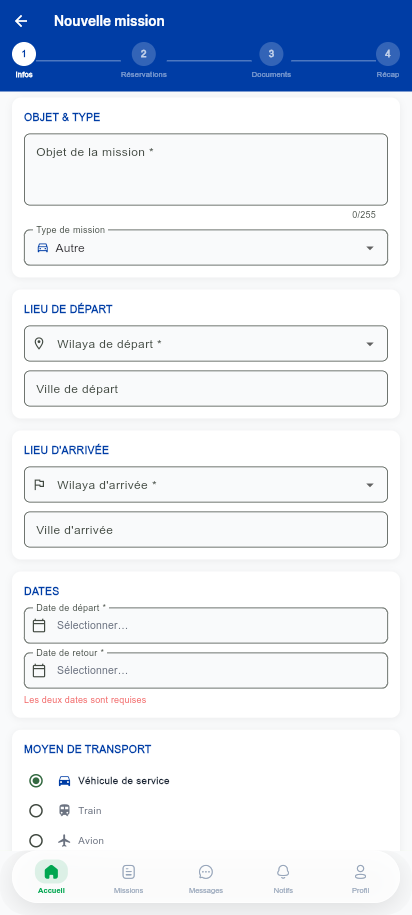 Nouvelle mission
1 2 3 4
Infos Réservations Documents Récap
OBJET & TYPE
Objet de la mission *
0/255
Type de mission
Autre
LIEU DE DÉPART
Wilaya de départ *
Ville de départ
LIEU D'ARRIVÉE
Wilaya d'arrivée *
Ville d'arrivée
DATES
Date de départ *
Sélectionner...
Date de retour *
Sélectionner...
Les deux dates sont requises
MOYEN DE TRANSPORT
Véhicule de service
Train
Avion
Accueil Missions Messages Notifs Profil